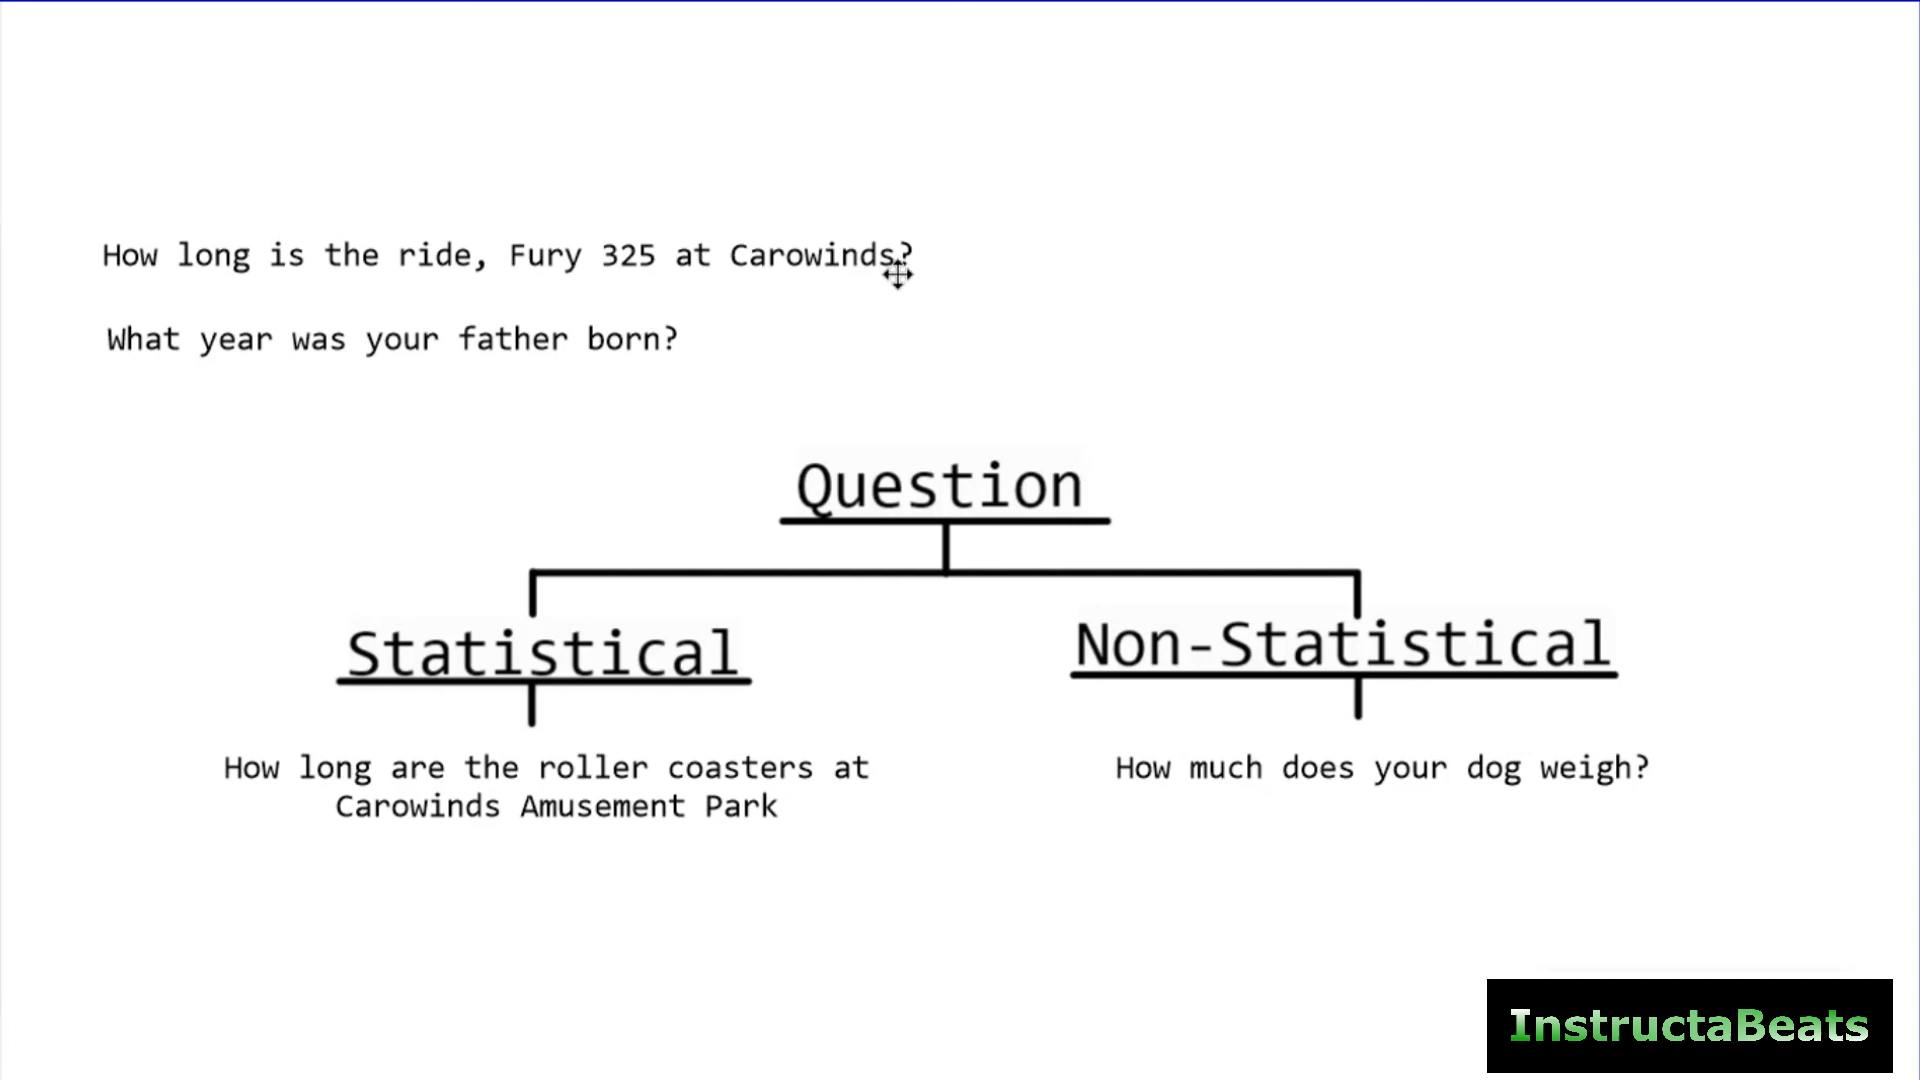 How long is the ride, Fury 325 at Carowinds?
What year was your father born?
Question
Statistical
Non-Statistical
How long are the roller coasters at
Carowinds Amusement Park
How much does your dog weigh?
InstructaBeats